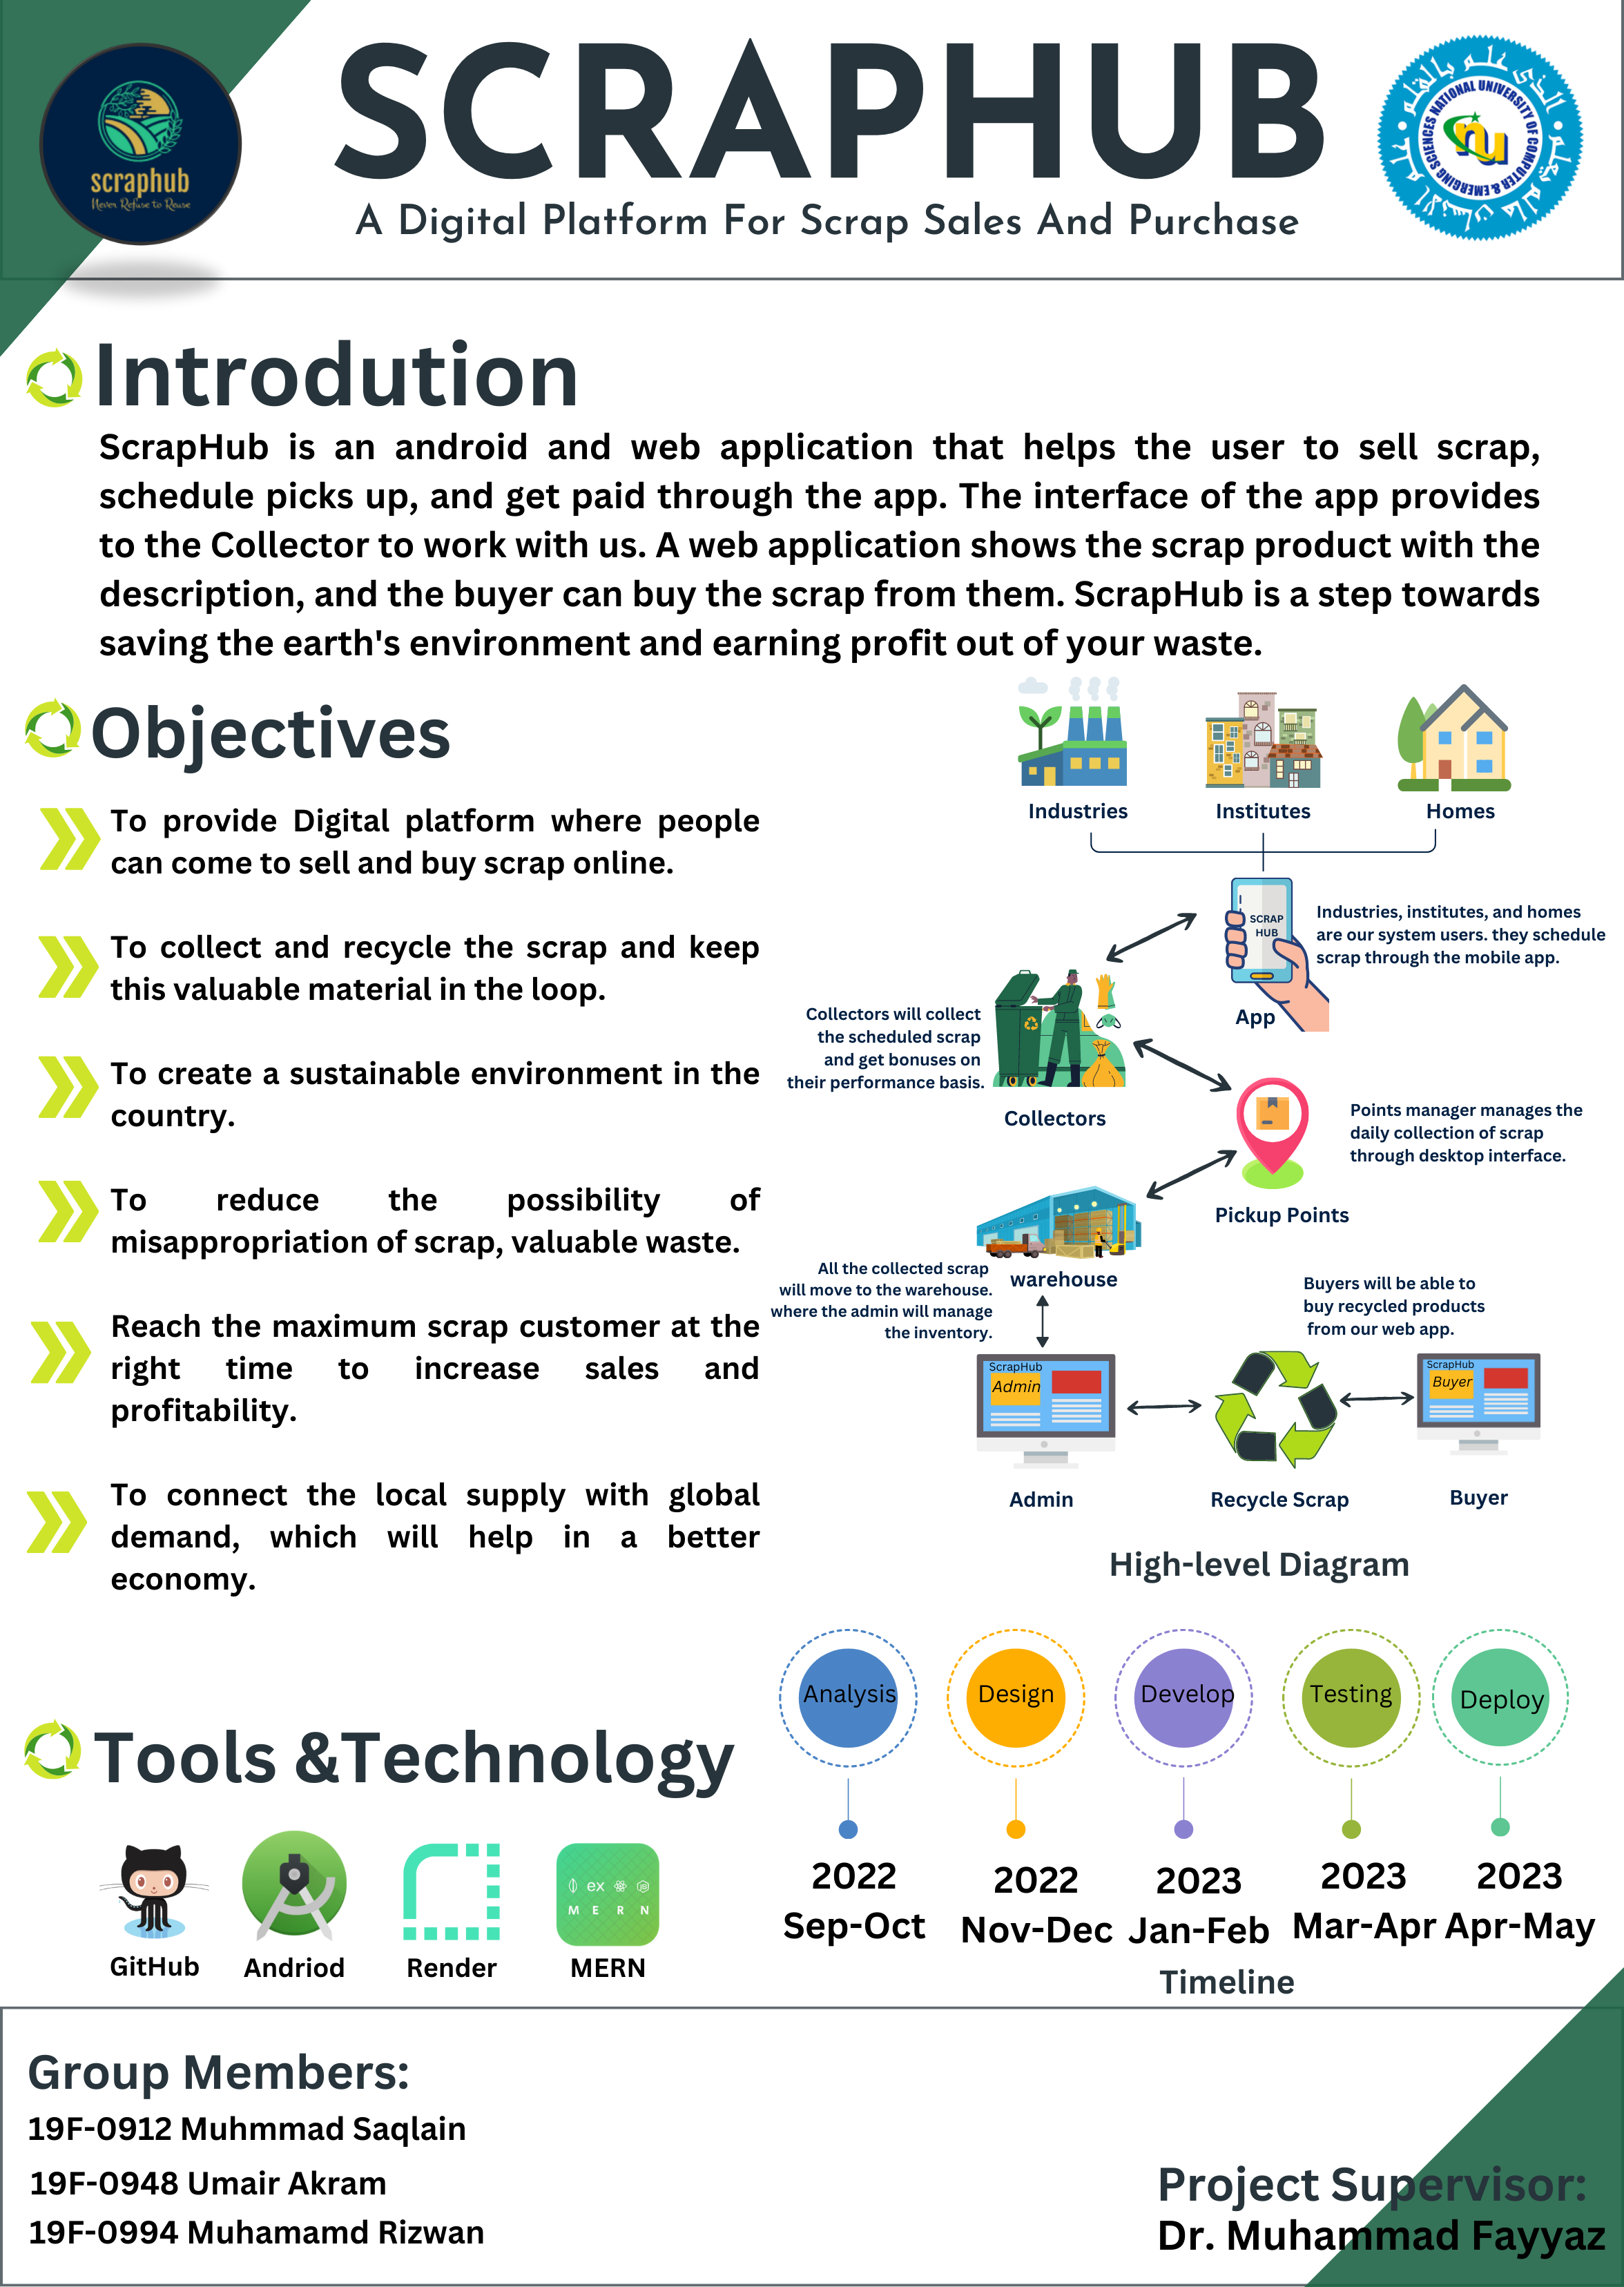 scraphub
Never Refuse to Reuse
SCRAPHUB
A Digital Platform For Scrap Sales And Purchase
NATIONAL UNIVERSITY OF COMPUTER & EMERGING SCIENCES
nu
Introdution
ScrapHub is an android and web application that helps the user to sell scrap,
schedule picks up, and get paid through the app. The interface of the app provides
to the Collector to work with us. A web application shows the scrap product with the
description, and the buyer can buy the scrap from them. ScrapHub is a step towards
saving the earth's environment and earning profit out of your waste.
Objectives
To provide Digital platform where people
can come to sell and buy scrap online.
To collect and recycle the scrap and keep
this valuable material in the loop.
To create a sustainable environment in the
country.
To reduce the possibility of
misappropriation of scrap, valuable waste.
Reach the maximum scrap customer at the
right time to increase sales and
profitability.
To connect the local supply with global
demand, which will help in a better
economy.
Industries
Institutes
Homes
SCRAP
HUB
App
Industries, institutes, and homes
are our system users. they schedule
scrap through the mobile app.
Collectors will collect
the scheduled scrap
and get bonuses on
their performance basis.
Collectors
Points manager manages the
daily collection of scrap
through desktop interface.
Pickup Points
warehouse
All the collected scrap
will move to the warehouse.
where the admin will manage
the inventory.
Buyers will be able to
buy recycled products
from our web app.
ScrapHub
Admin
ScrapHub
Buyer
Admin
Recycle Scrap
Buyer
High-level Diagram
Analysis
Design
Develop
Testing
Deploy
2022
Sep-Oct
2022
Nov-Dec
2023
Jan-Feb
2023
Mar-Apr
2023
Apr-May
Timeline
Tools &Technology
ex
M E R N
GitHub
Andriod
Render
MERN
Group Members:
19F-0912 Muhmmad Saqlain
19F-0948 Umair Akram
19F-0994 Muhamamd Rizwan
Project Supervisor:
Dr. Muhammad Fayyaz